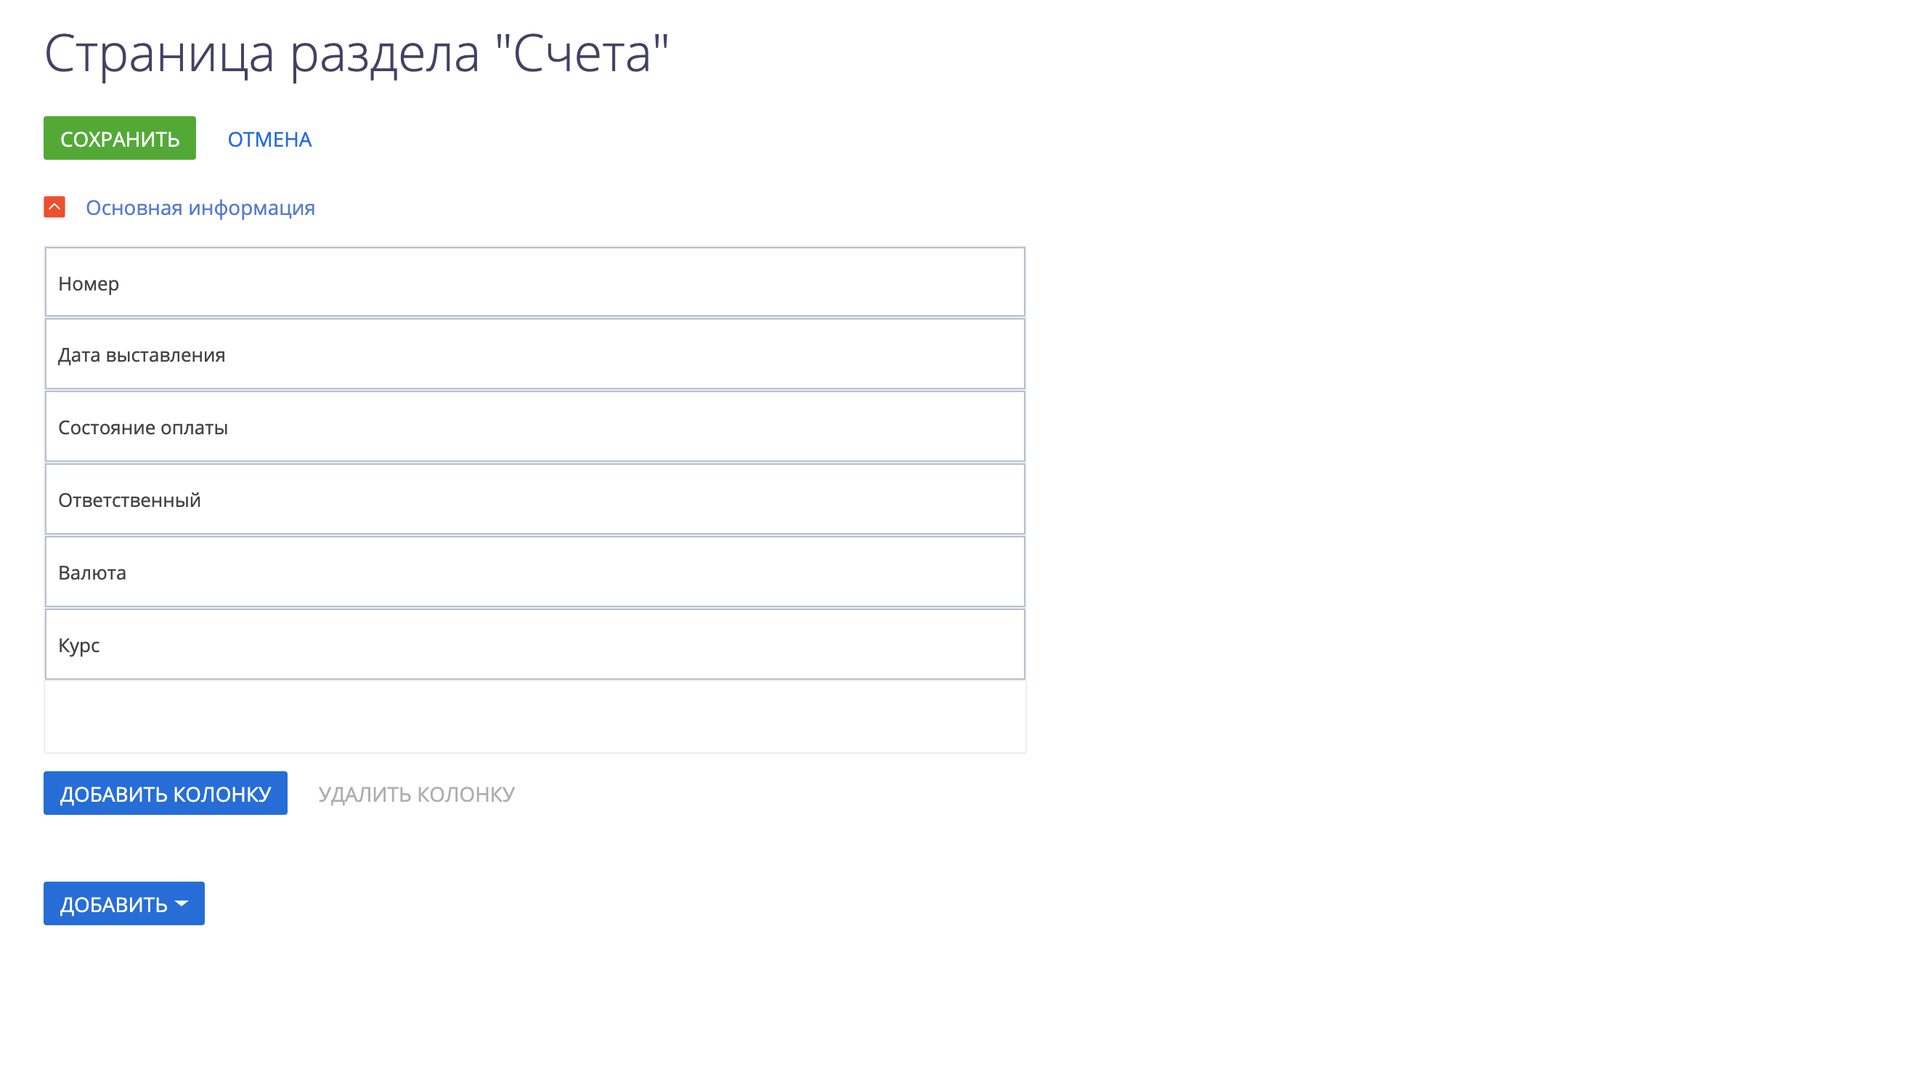 Страница раздела "Счета"
СОХРАНИТЬ ОТМЕНА
Основная информация
Номер
Дата выставления
Состояние оплаты
Ответственный
Валюта
Курс
ДОБАВИТЬ КОЛОНКУ УДАЛИТЬ КОЛОНКУ
ДОБАВИТЬ